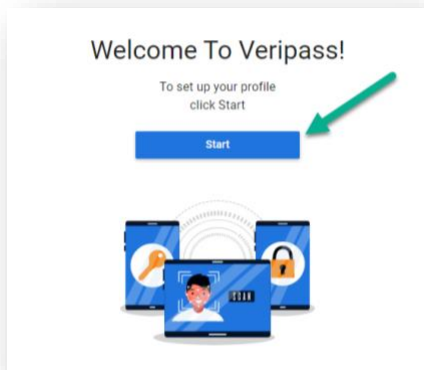 Welcome To Veripass!
To set up your profile
click Start
Start
SCAN